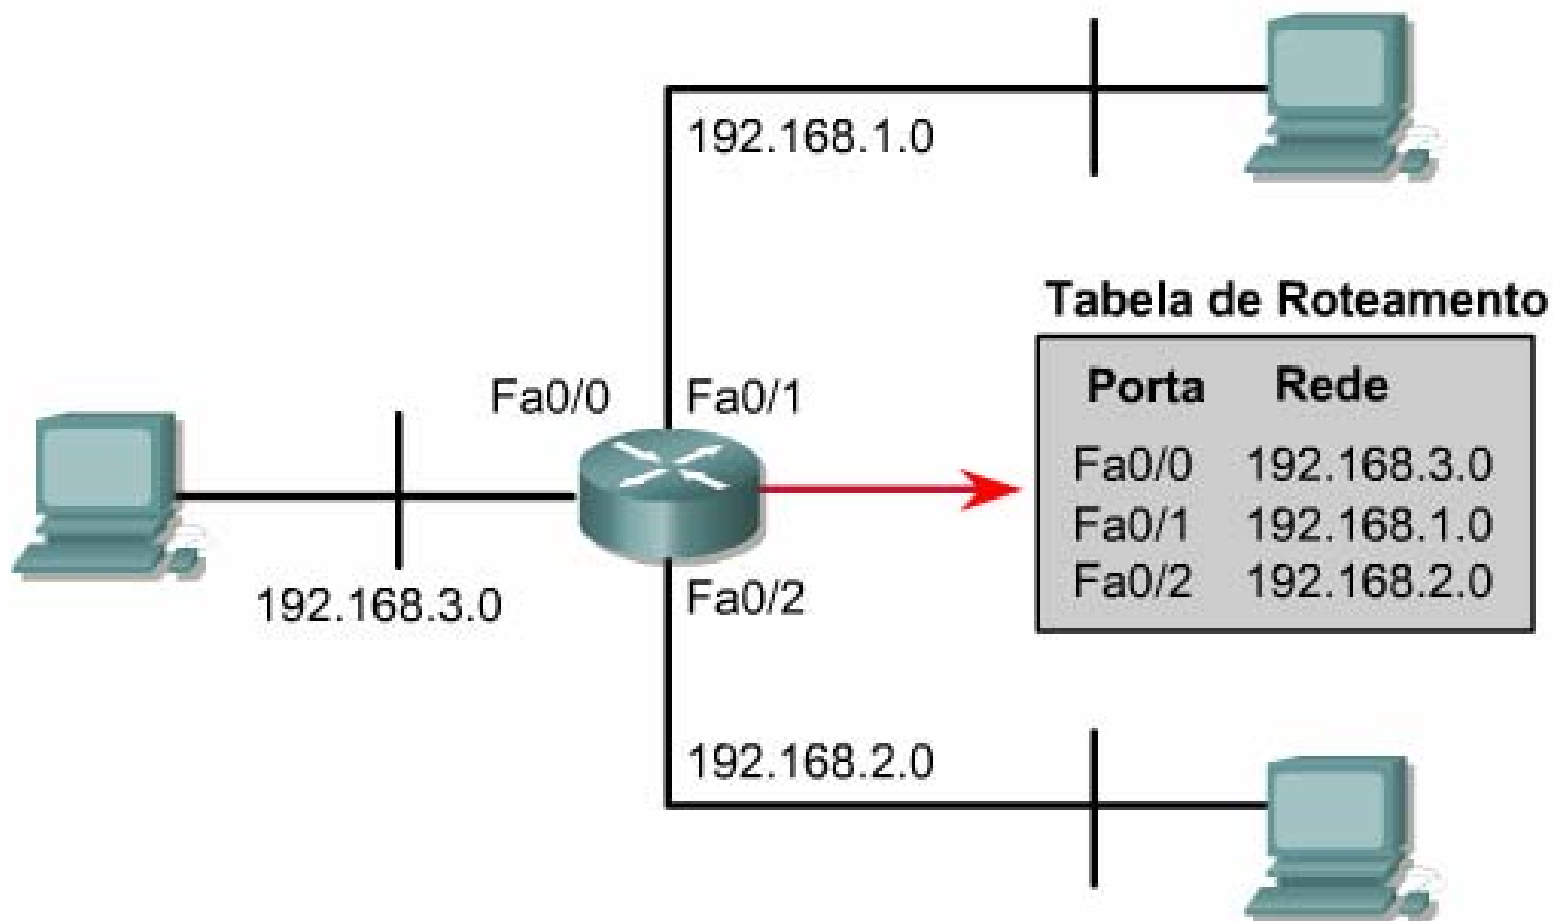 192.168.1.0
Tabela de Roteamento
Porta Rede
Fa0/0 192.168.3.0
Fa0/1 192.168.1.0
Fa0/2 192.168.2.0
Fa0/0 Fa0/1
192.168.3.0
Fa0/2
192.168.2.0